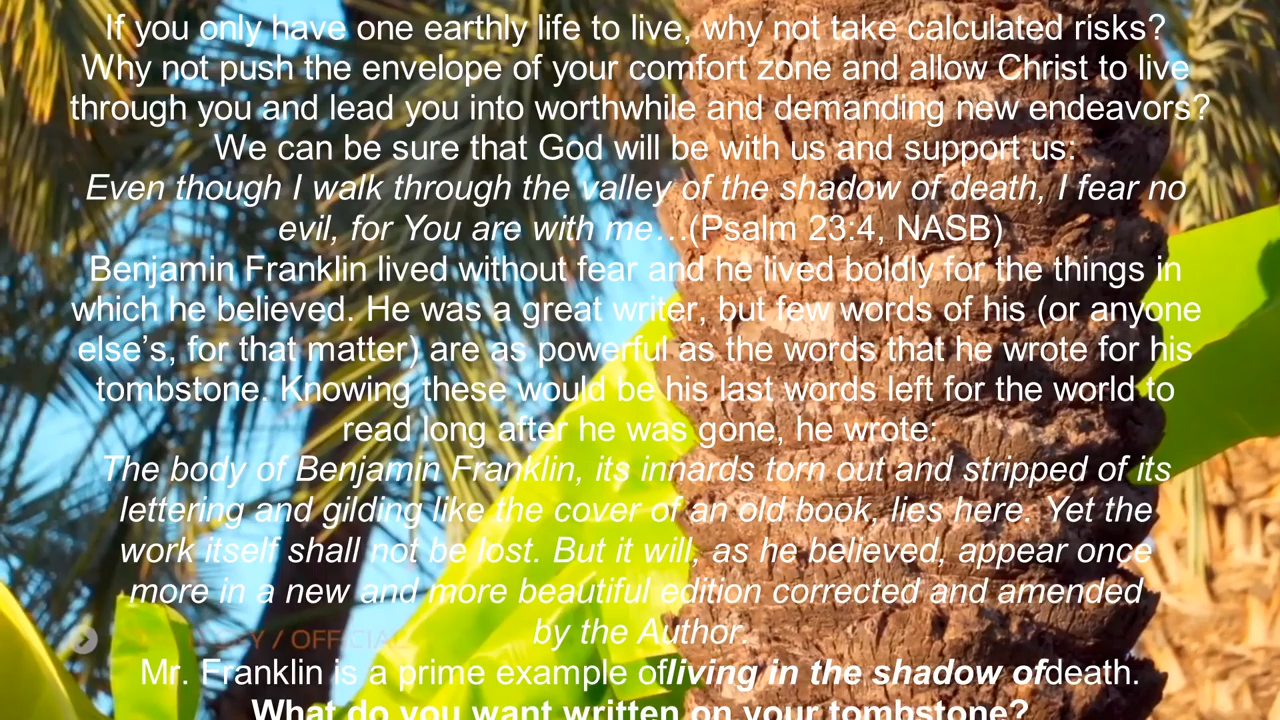 If you only have one earthly life to live, why not take calculated risks?
Why not push the envelope of your comfort zone and allow Christ to live
through you and lead you into worthwhile and demanding new endeavors?
We can be sure that God will be with us and support us:
Even though I walk through the valley of the shadow of death, I fear no
evil, for You are with me…(Psalm 23:4, NASB)
Benjamin Franklin lived without fear and he lived boldly for the things in
which he believed. He was a great writer, but few words of his (or anyone
else’s, for that matter) are as powerful as the words that he wrote for his
tombstone. Knowing these would be his last words left for the world to
read long after he was gone, he wrote:
The body of Benjamin Franklin, its innards torn out and stripped of its
lettering and gilding like the cover of an old book, lies here. Yet the
work itself shall not be lost. But it will, as he believed, appear once
more in a new and more beautiful edition corrected and amended
by the Author.
/ OFFICIAL
Mr. Franklin is a prime example ofliving in the shadow ofdeath.
What do you want written on your tombstone?